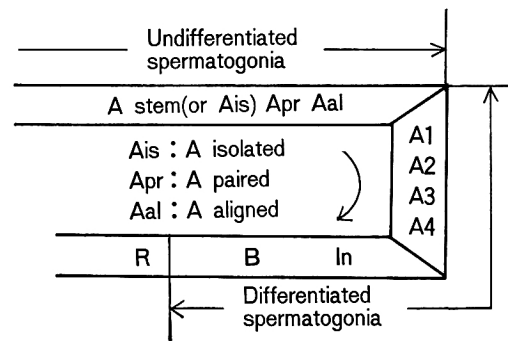 Undifferentiated
spermatogonia
A stem(or Ais) Apr Aal
Ais : A isolated
Apr : A paired
Aal : A aligned
A1
A2
A3
A4
R B In
Differentiated
spermatogonia